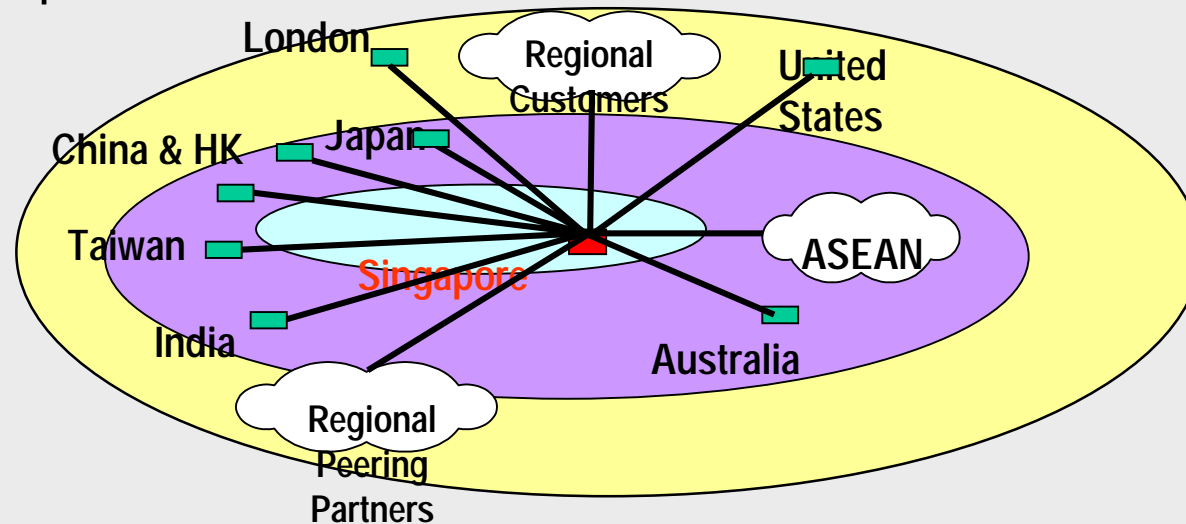 London
Regional
Customers
United
States
Japan
China & HK
Taiwan
ASEAN
Singapore
India
Australia
Regional
Peering
Partners